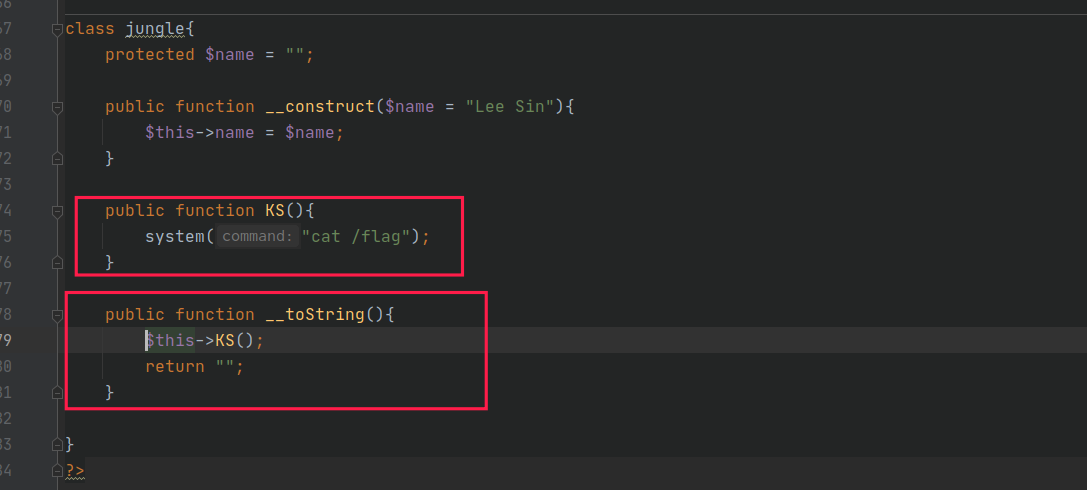 66
67 class jungle{
68 protected $name = "";
69
70 public function __construct($name = "Lee Sin"){
71 $this->name = $name;
72 }
73
74 public function KS(){
75 system( command: "cat /flag");
76 }
77
78 public function __toString(){
79 $this->KS();
80 return "";
81 }
82
83 }
84 ?>